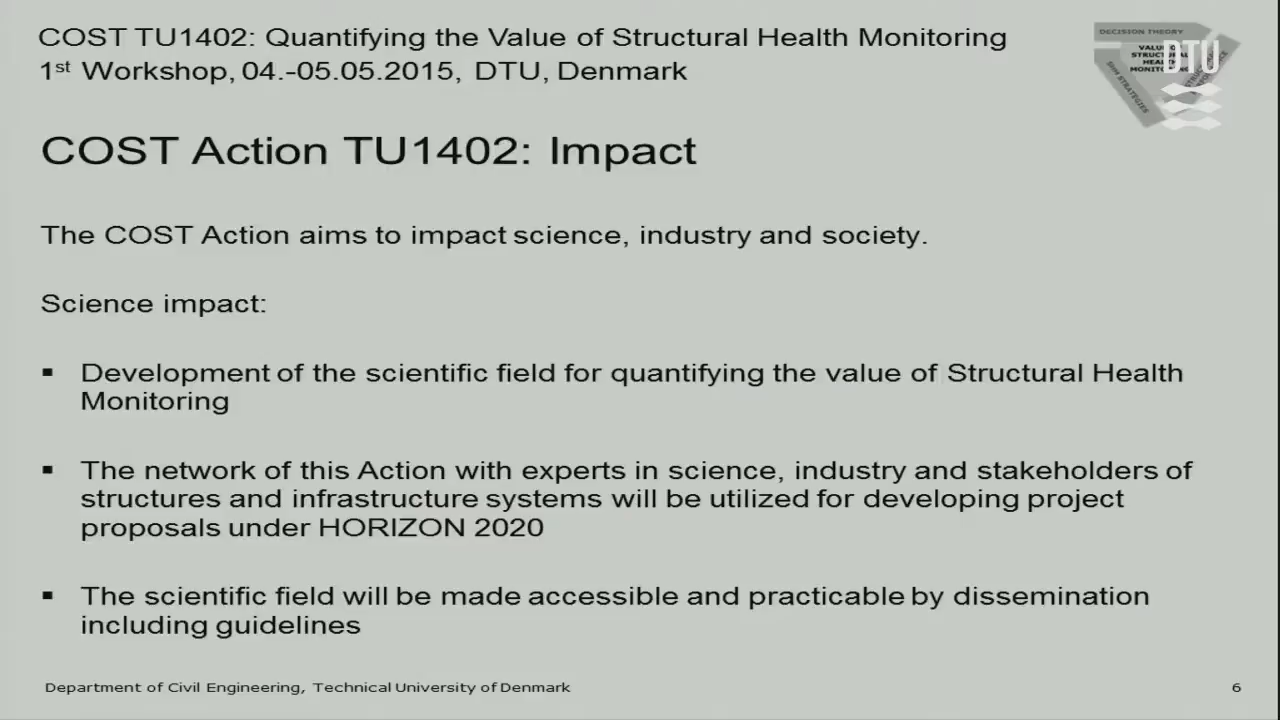 COST TU1402: Quantifying the Value of Structural Health Monitoring
1st Workshop, 04.-05.05.2015, DTU, Denmark
DECISION THEORY
VALUE
STRUCTURAL
HEALTH
STRATEGIES
DTU
COST Action TU1402: Impact
The COST Action aims to impact science, industry and society.
Science impact:
▪ Development of the scientific field for quantifying the value of Structural Health
Monitoring
▪ The network of this Action with experts in science, industry and stakeholders of
structures and infrastructure systems will be utilized for developing project
proposals under HORIZON 2020
▪ The scientific field will be made accessible and practicable by dissemination
including guidelines
Department of Civil Engineering, Technical University of Denmark
6